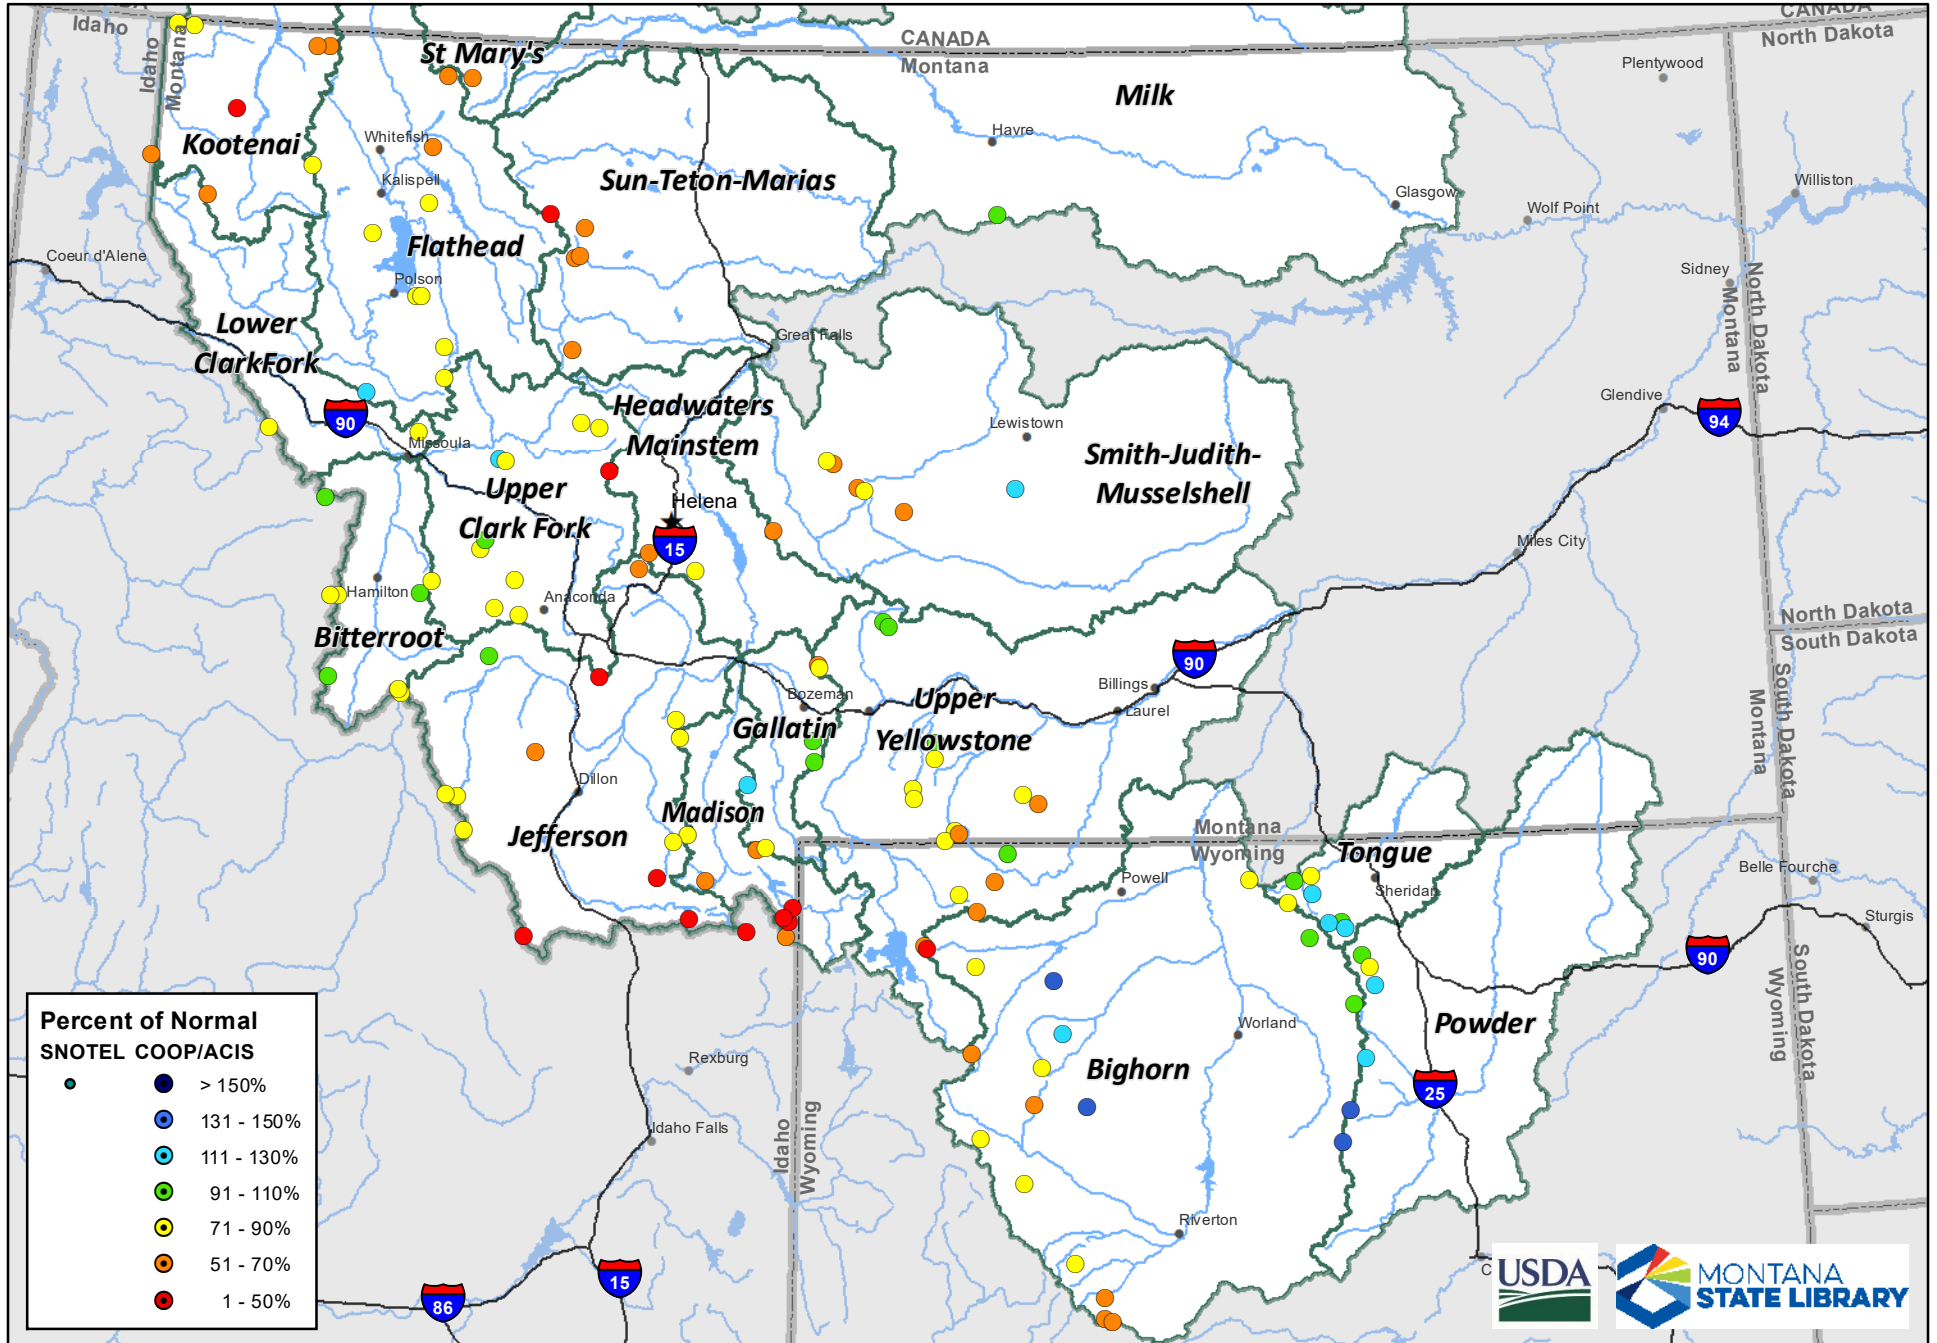 Idaho
CANADA
North Dakota
CANADA
Montana
Idaho
Montana
St Mary's
Milk
Plentywood
Kootenai
Whitefish
Havre
Kalispell
Sun-Teton-Marias
Glasgow
Williston
Wolf Point
Coeur d'Alene
Flathead
Polson
Sidney
North Dakota
Montana
Lower
ClarkFork
Great Falls
Glendive
90
94
Headwaters
Mainstem
Lewistown
Missoula
Smith-Judith-
Musselshell
Upper
Clark Fork
Helena
15
Miles City
Hamilton
Anaconda
North Dakota
South Dakota
Bitterroot
90
Bozeman
Billings
Laurel
Upper
Yellowstone
Gallatin
South Dakota
Montana
Dillon
Madison
Jefferson
Montana
Wyoming
Tongue
Powell
Sheridan
Belle Fourche
Sturgis
90
South Dakota
Wyoming
Worland
Powder
Rexburg
Bighorn
25
Idaho Falls
Idaho
Wyoming
Riverton
15
86
C
Percent of Normal
SNOTEL COOP/ACIS
> 150%
131 - 150%
111 - 130%
91 - 110%
71 - 90%
51 - 70%
1 - 50%
USDA
MONTANA
STATE LIBRARY